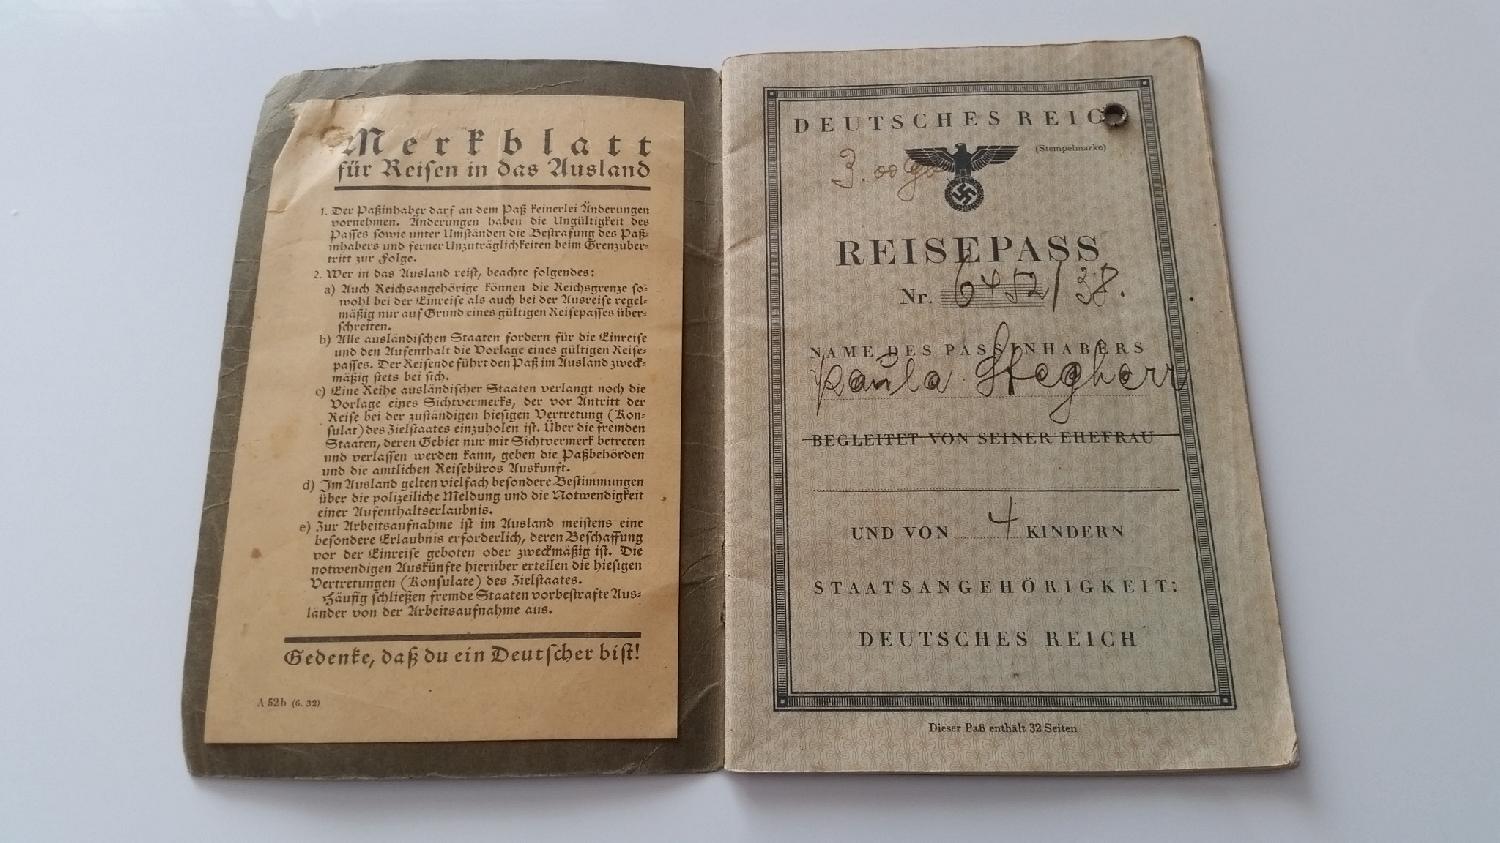 Merkblatt
für Reisen in das Ausland
1. Der Paßinhaber darf an dem Paß keinerlei Änderungen
vornehmen. Änderungen haben die Ungültigkeit des
Passes sowie unter Umständen die Bestrafung des Paß-
inhabers und ferner Unzuträglichkeiten beim Grenzüber-
tritt zur Folge.
2. Wer in das Ausland reist, beachte folgendes:
a) Auch Reichsangehörige können die Reichsgrenze so-
wohl bei der Einreise als auch bei der Ausreise regel-
mäßig nur auf Grund eines gültigen Reisepasses über-
schreiten.
b) Alle ausländischen Staaten fordern für die Einreise
und den Aufenthalt die Vorlage eines gültigen Reise-
passes. Der Reisende führt den Paß im Ausland zweck-
mäßig stets bei sich.
c) Eine Reihe ausländischer Staaten verlangt noch die
Vorlage eines Sichtvermerks, der vor Antritt der
Reise bei der zuständigen hiesigen Vertretung (Kon-
sulat) des Zielstaates einzuholen ist. Über die fremden
Staaten, deren Gebiet nur mit Sichtvermerk betreten
und verlassen werden kann, geben die Paßbehörden
und die amtlichen Reisebüros Auskunft.
d) Im Ausland gelten vielfach besondere Bestimmungen
über die polizeiliche Meldung und die Notwendigkeit
einer Aufenthaltserlaubnis.
e) Zur Arbeitsaufnahme ist im Ausland meistens eine
besondere Erlaubnis erforderlich, deren Beschaffung
vor der Einreise geboten oder zweckmäßig ist. Die
notwendigen Auskünfte hierüber erteilen die hiesigen
Vertretungen (Konsulate) des Zielstaates.
Häufig schließen fremde Staaten vorbestrafte Aus-
länder von der Arbeitsaufnahme aus.
Gedenke, daß du ein Deutscher bist!
A 52b (6. 32)
DEUTSCHES REIC
(Stempelmarke)
3.00
REISEPASS
Nr. 6452/38.
NAME DES PASSINHABERS
Paula Stegherr
BEGLEITET VON SEINER EHEFRAU
UND VON 4 KINDERN
STAATSANGEHÖRIGKEIT:
DEUTSCHES REICH
Dieser Paß enthält 32 Seiten